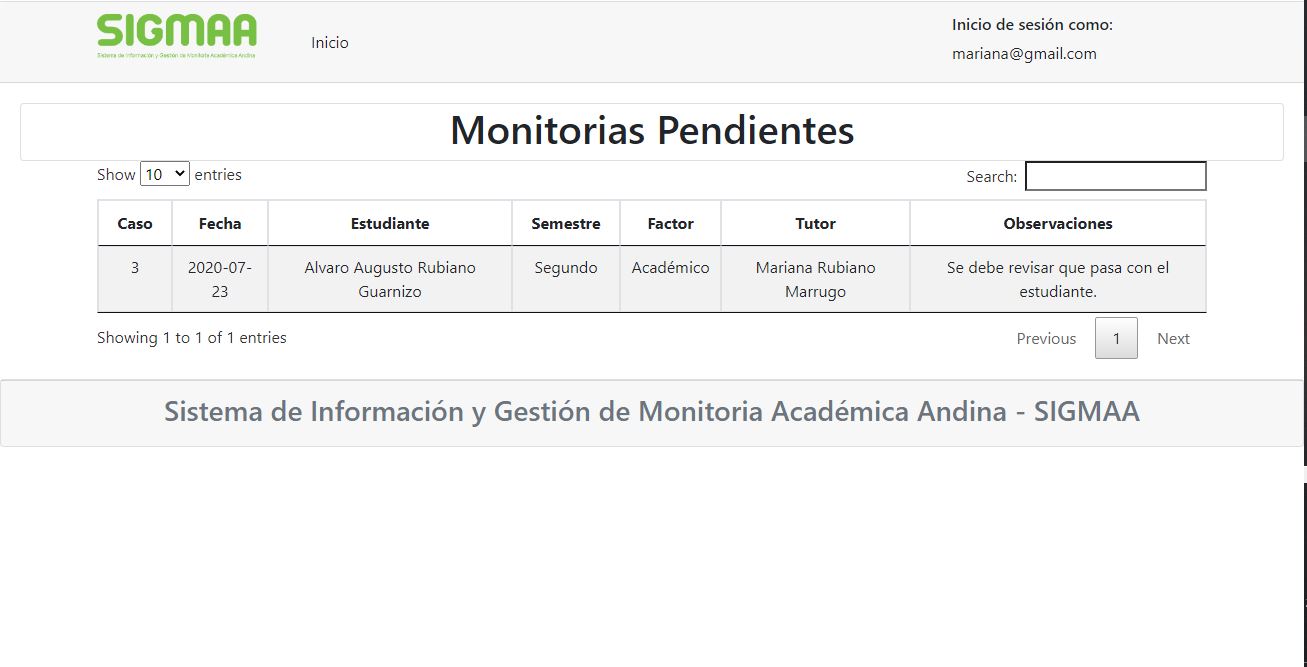 SIGMAA
Sistema de Información y Gestión de Monitoria Académica Andina
Inicio
Inicio de sesión como:
mariana@gmail.com
Monitorias Pendientes
Show 10 entries
Search:
Caso Fecha Estudiante Semestre Factor Tutor Observaciones
3 2020-07- Alvaro Augusto Rubiano Segundo Académico Mariana Rubiano Se debe revisar que pasa con el
23 Guarnizo Marrugo estudiante.
Showing 1 to 1 of 1 entries
Previous 1 Next
Sistema de Información y Gestión de Monitoria Académica Andina - SIGMAA